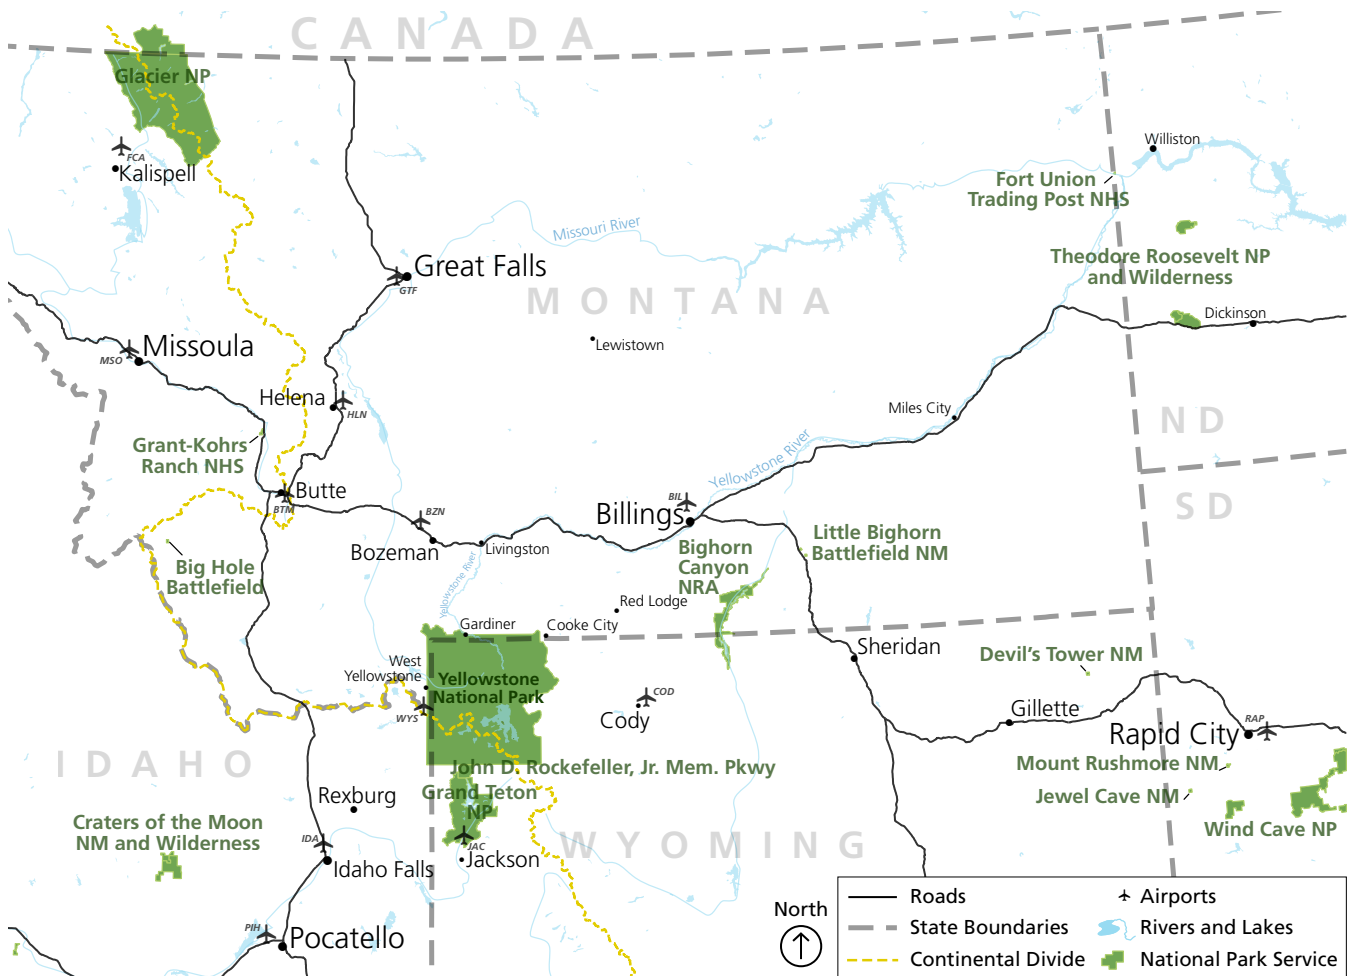 CANADA
Glacier NP
FCA
Kalispell
Williston
Fort Union
Trading Post NHS
Missouri River
Theodore Roosevelt NP
and Wilderness
Great Falls
GTF
MONTANA
Dickinson
Missoula
MSO
Lewistown
Helena
HLN
Miles City
ND
Grant-Kohrs
Ranch NHS
Yellowstone River
Butte
BTM
BZN
BIL
Billings
SD
Bozeman
Livingston
Little Bighorn
Battlefield NM
Bighorn
Canyon
NRA
Big Hole
Battlefield
Yellowstone River
Red Lodge
Gardiner
Cooke City
Sheridan
Devil's Tower NM
West
Yellowstone
Yellowstone
National Park
WYS
COD
Cody
Gillette
RAP
Rapid City
IDAHO
John D. Rockefeller, Jr. Mem. Pkwy
Mount Rushmore NM
Grand Teton
NP
Rexburg
Jewel Cave NM
Craters of the Moon
NM and Wilderness
Wind Cave NP
IDA
JAC
Jackson
WYOMING
Idaho Falls
PIH
Pocatello
North
Roads
Airports
State Boundaries
Rivers and Lakes
Continental Divide
National Park Service